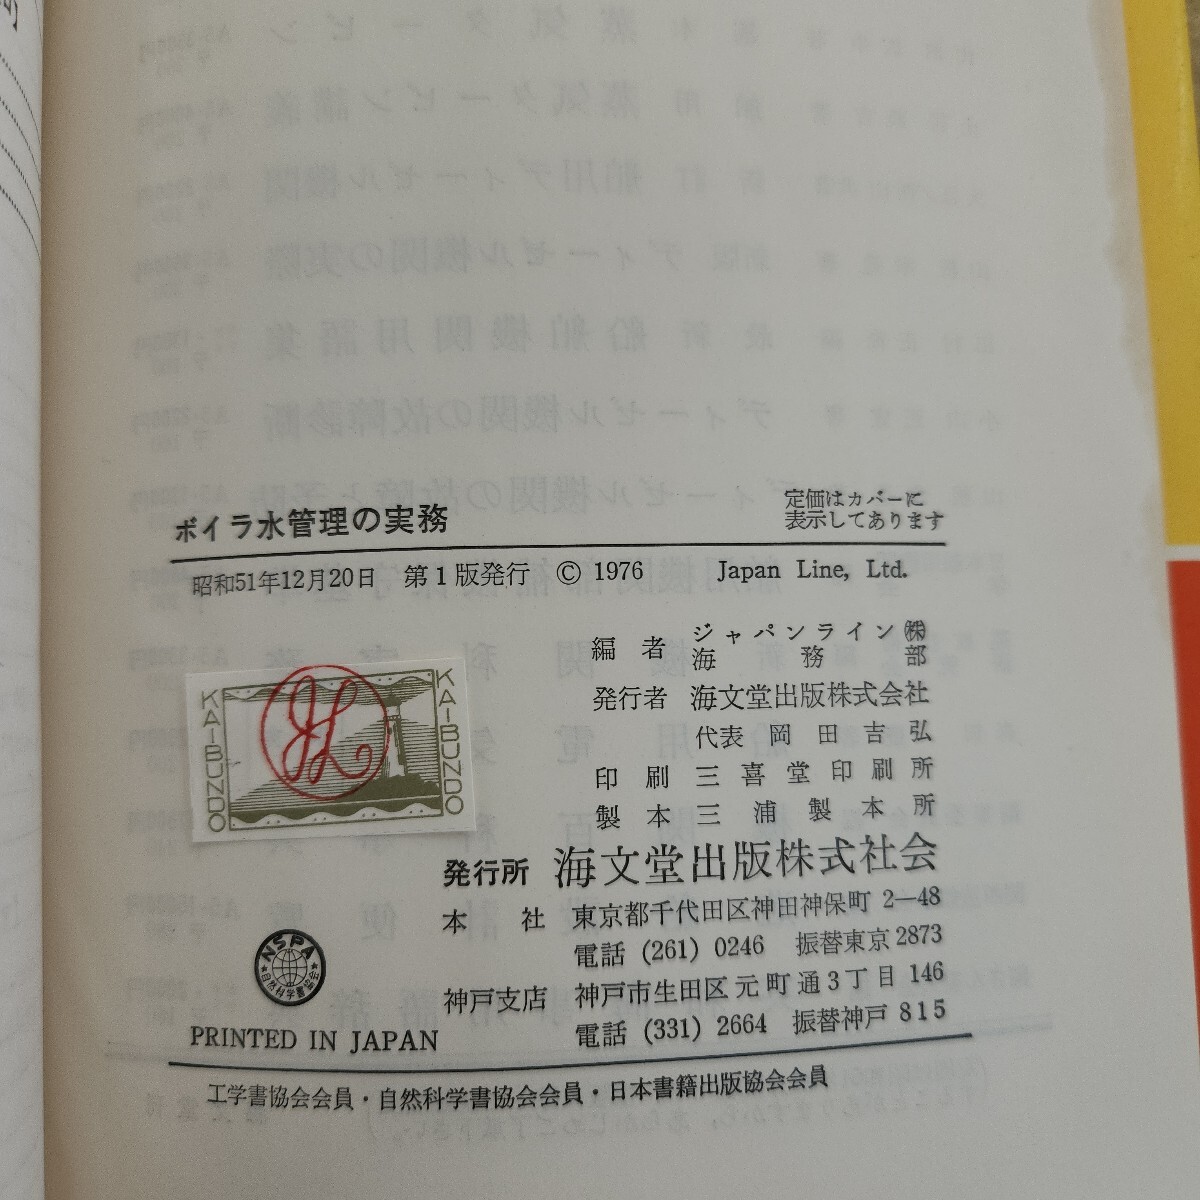 ボイラ水管理の実務
定価はカバーに
表示してあります
昭和51年12月20日 第1版発行 © 1976 Japan Line, Ltd.
編者 ジャパンライン㈱
海務部
発行者 海文堂出版株式会社
代表 岡田吉弘
印刷 三喜堂印刷所
製本 三浦製本所
KAIBUNDO
KAIBUNDO
発行所 海文堂出版株式会社
本社 東京都千代田区神田神保町 2—48
電話 (261) 0246 振替東京 2873
神戸支店 神戸市生田区元町通3丁目 146
電話 (331) 2664 振替神戸 815
NSPA
自然科学書協会
PRINTED IN JAPAN
工学書協会会員・自然科学書協会会員・日本書籍出版協会会員